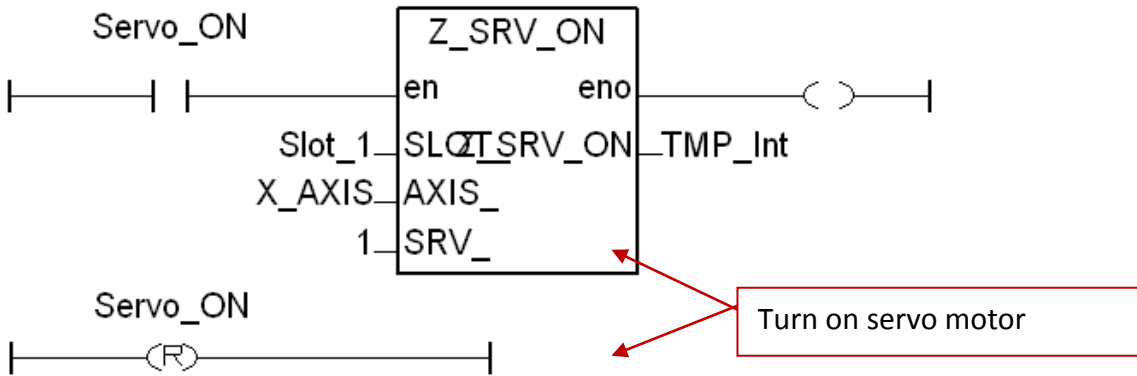 Servo_ON
Z_SRV_ON
en eno
Slot_1 SLOT_ Z_SRV_ON TMP_Int
X_AXIS AXIS_
1 SRV_
Servo_ON
R
Turn on servo motor